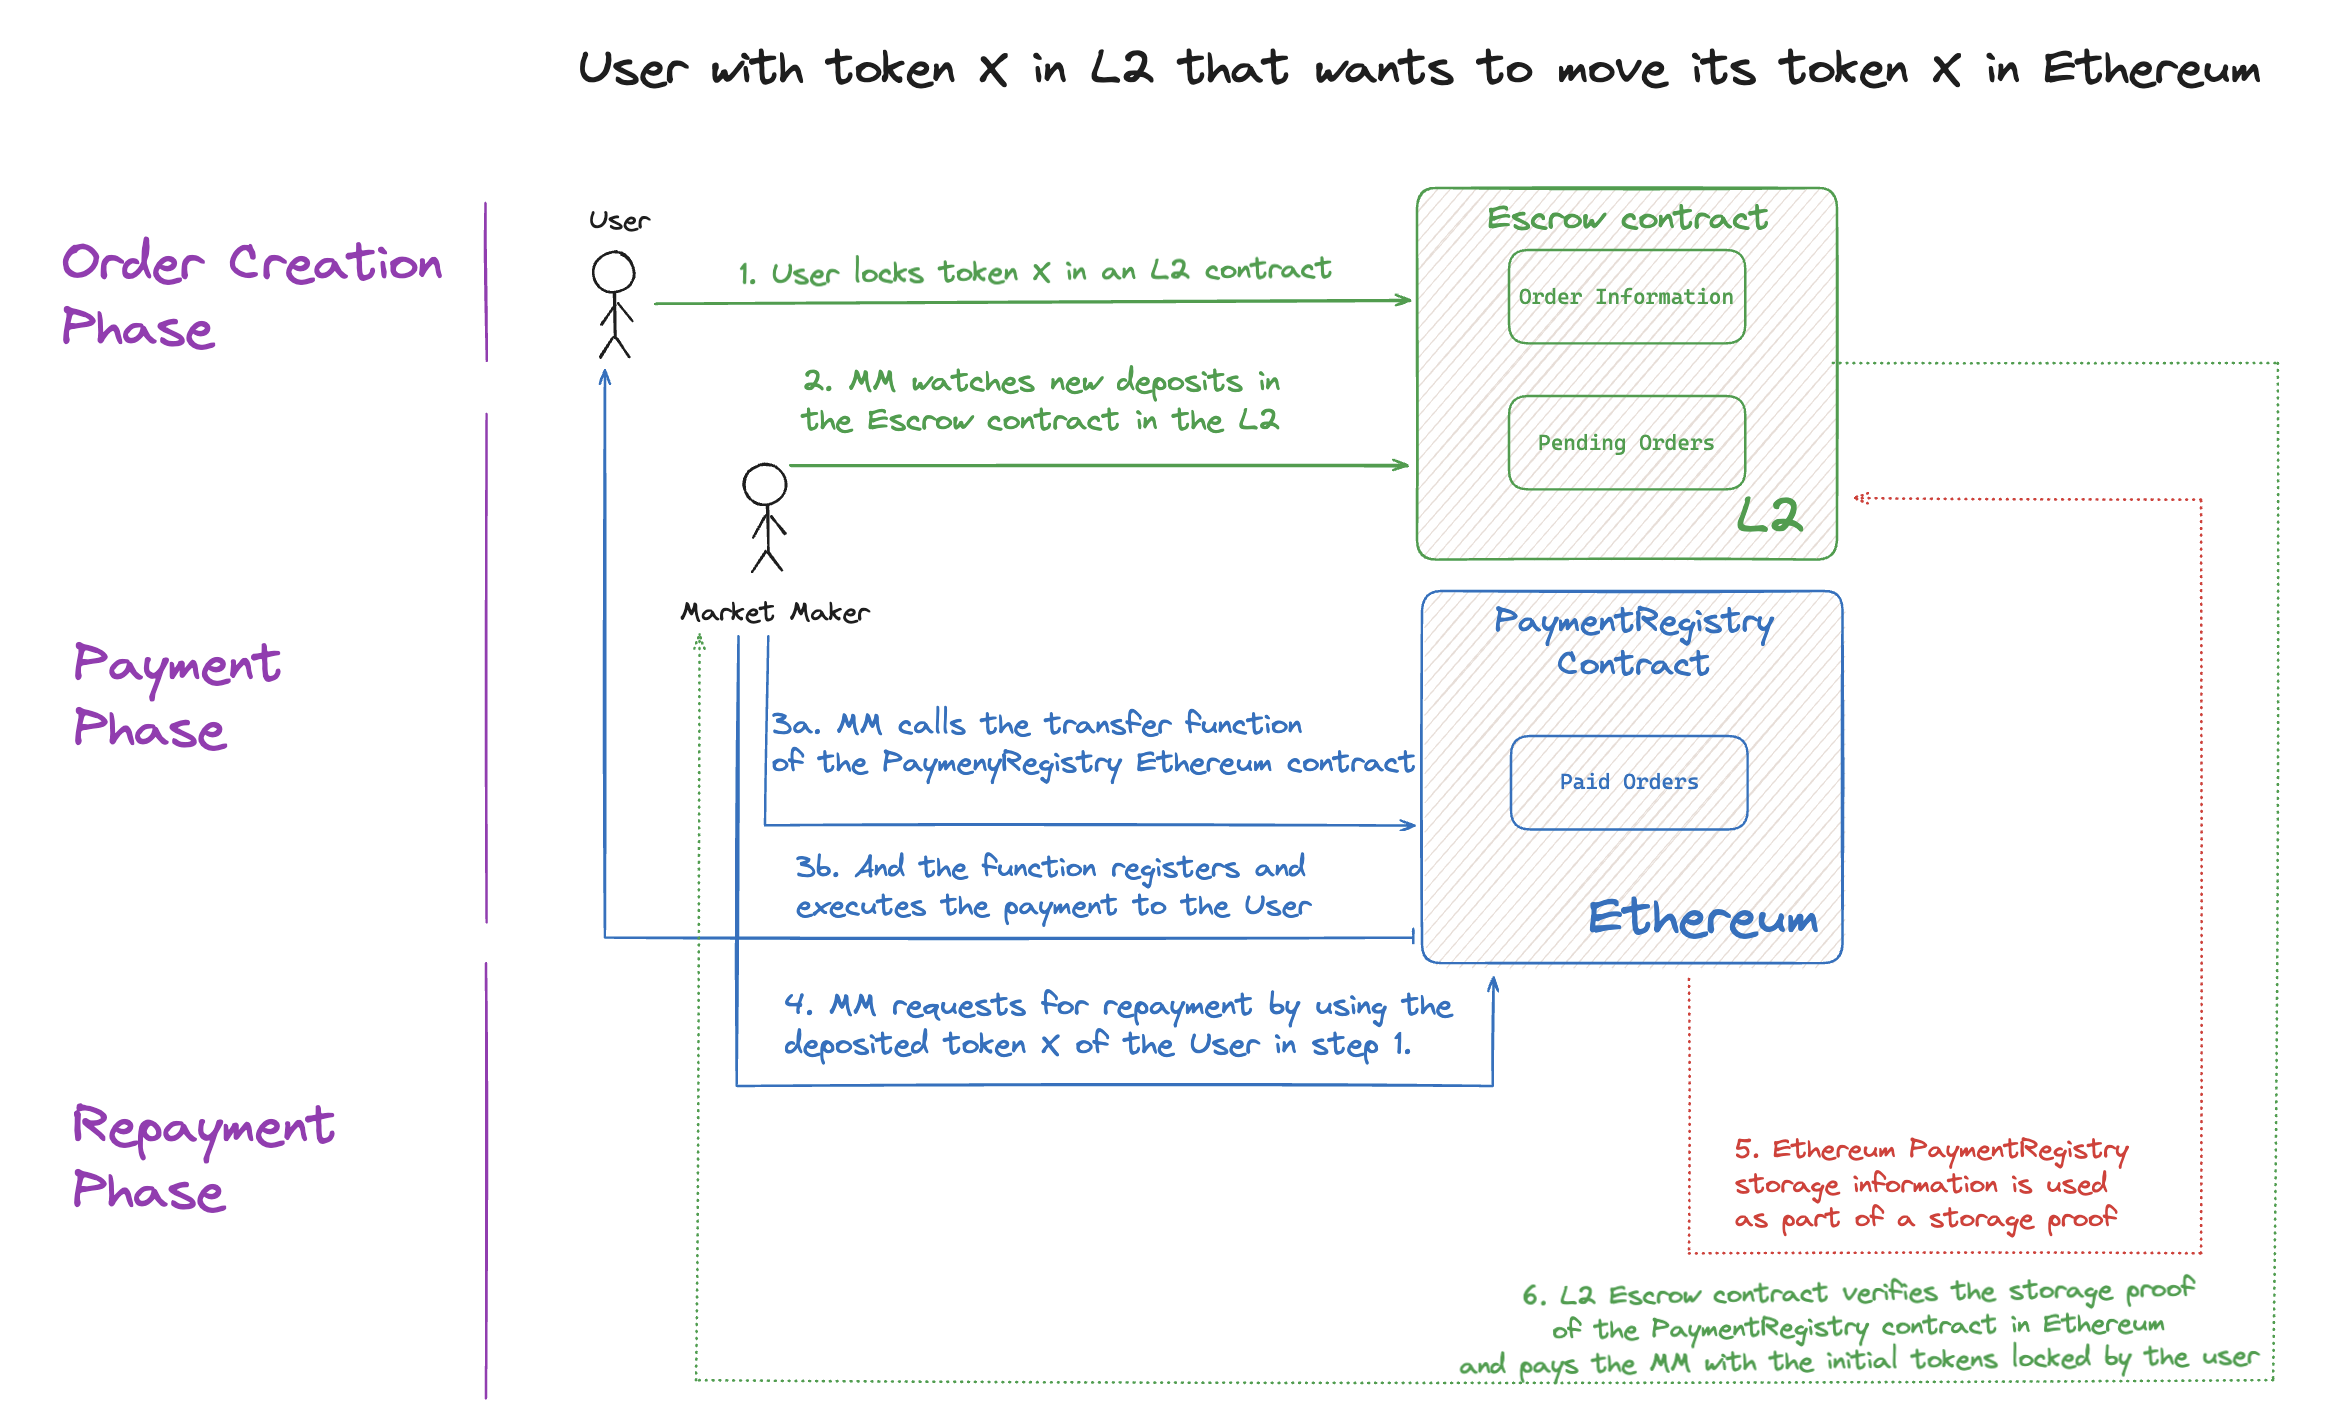 User with token X in L2 that wants to move its token X in Ethereum
Order Creation
Phase
User
1. User locks token X in an L2 contract
Escrow contract
Order Information
2. MM watches new deposits in
the Escrow contract in the L2
Pending Orders
L2
Market Maker
Payment
Phase
PaymentRegistry
Contract
3a. MM calls the transfer function
of the PaymenyRegistry Ethereum contract
Paid Orders
3b. And the function registers and
executes the payment to the User
Ethereum
Repayment
Phase
4. MM requests for repayment by using the
deposited token X of the User in step 1.
5. Ethereum PaymentRegistry
storage information is used
as part of a storage proof
6. L2 Escrow contract verifies the storage proof
of the PaymentRegistry contract in Ethereum
and pays the MM with the initial tokens locked by the user